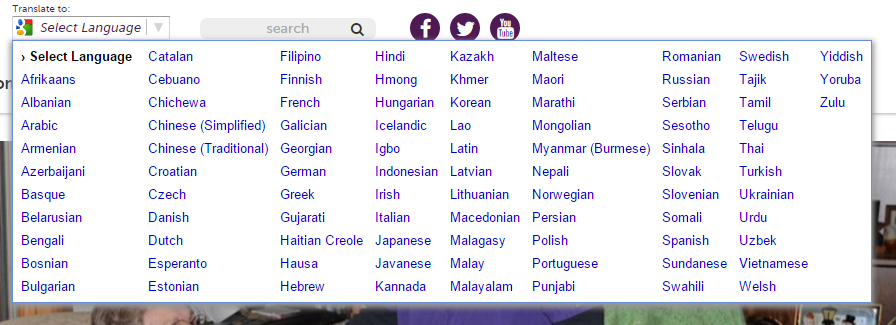 Translate to:
Select Language
search
You
Tube
› Select Language
Afrikaans
Albanian
Arabic
Armenian
Azerbaijani
Basque
Belarusian
Bengali
Bosnian
Bulgarian
Catalan
Cebuano
Chichewa
Chinese (Simplified)
Chinese (Traditional)
Croatian
Czech
Danish
Dutch
Esperanto
Estonian
Filipino
Finnish
French
Galician
Georgian
German
Greek
Gujarati
Haitian Creole
Hausa
Hebrew
Hindi
Hmong
Hungarian
Icelandic
Igbo
Indonesian
Irish
Italian
Japanese
Javanese
Kannada
Kazakh
Khmer
Korean
Lao
Latin
Latvian
Lithuanian
Macedonian
Malagasy
Malay
Malayalam
Maltese
Maori
Marathi
Mongolian
Myanmar (Burmese)
Nepali
Norwegian
Persian
Polish
Portuguese
Punjabi
Romanian
Russian
Serbian
Sesotho
Sinhala
Slovak
Slovenian
Somali
Spanish
Sundanese
Swahili
Swedish
Tajik
Tamil
Telugu
Thai
Turkish
Ukrainian
Urdu
Uzbek
Vietnamese
Welsh
Yiddish
Yoruba
Zulu